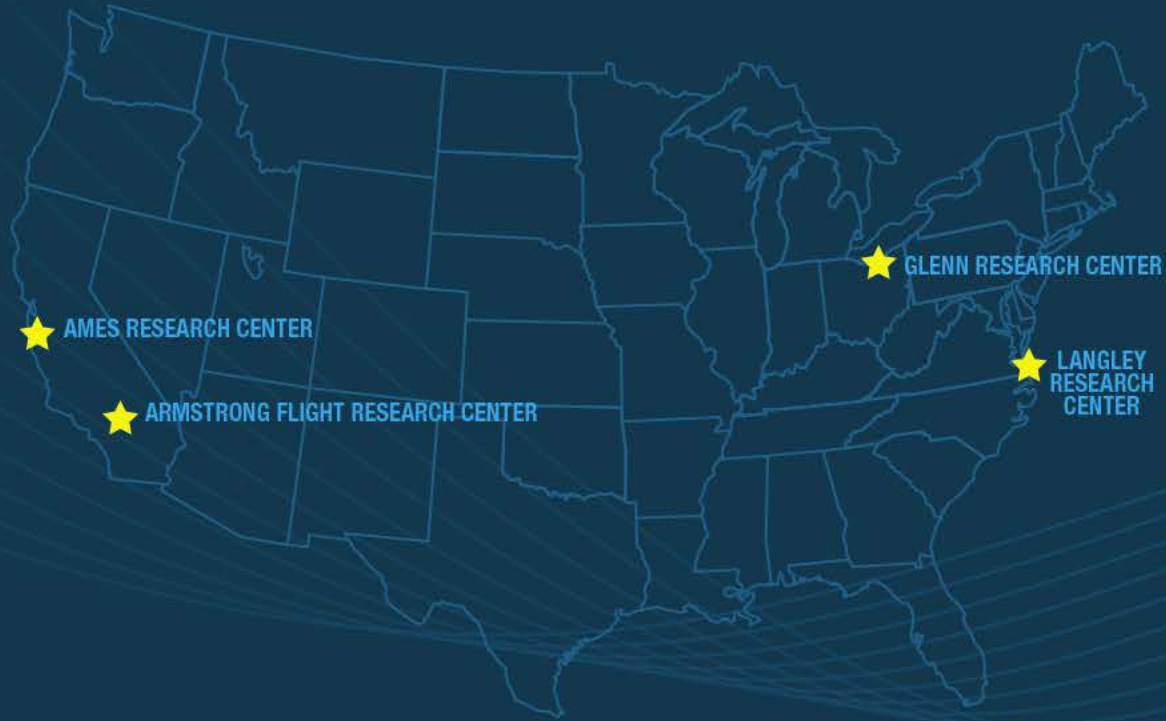 GLENN RESEARCH CENTER
AMES RESEARCH CENTER
LANGLEY
RESEARCH
CENTER
ARMSTRONG FLIGHT RESEARCH CENTER